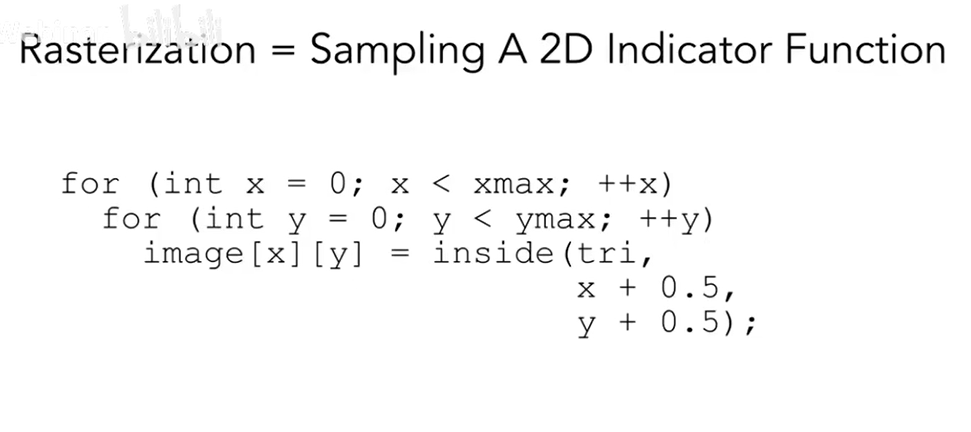 Rasterization = Sampling A 2D Indicator Function
for (int x = 0; x < xmax; ++x)
for (int y = 0; y < ymax; ++y)
image[x][y] = inside(tri,
x + 0.5,
y + 0.5);